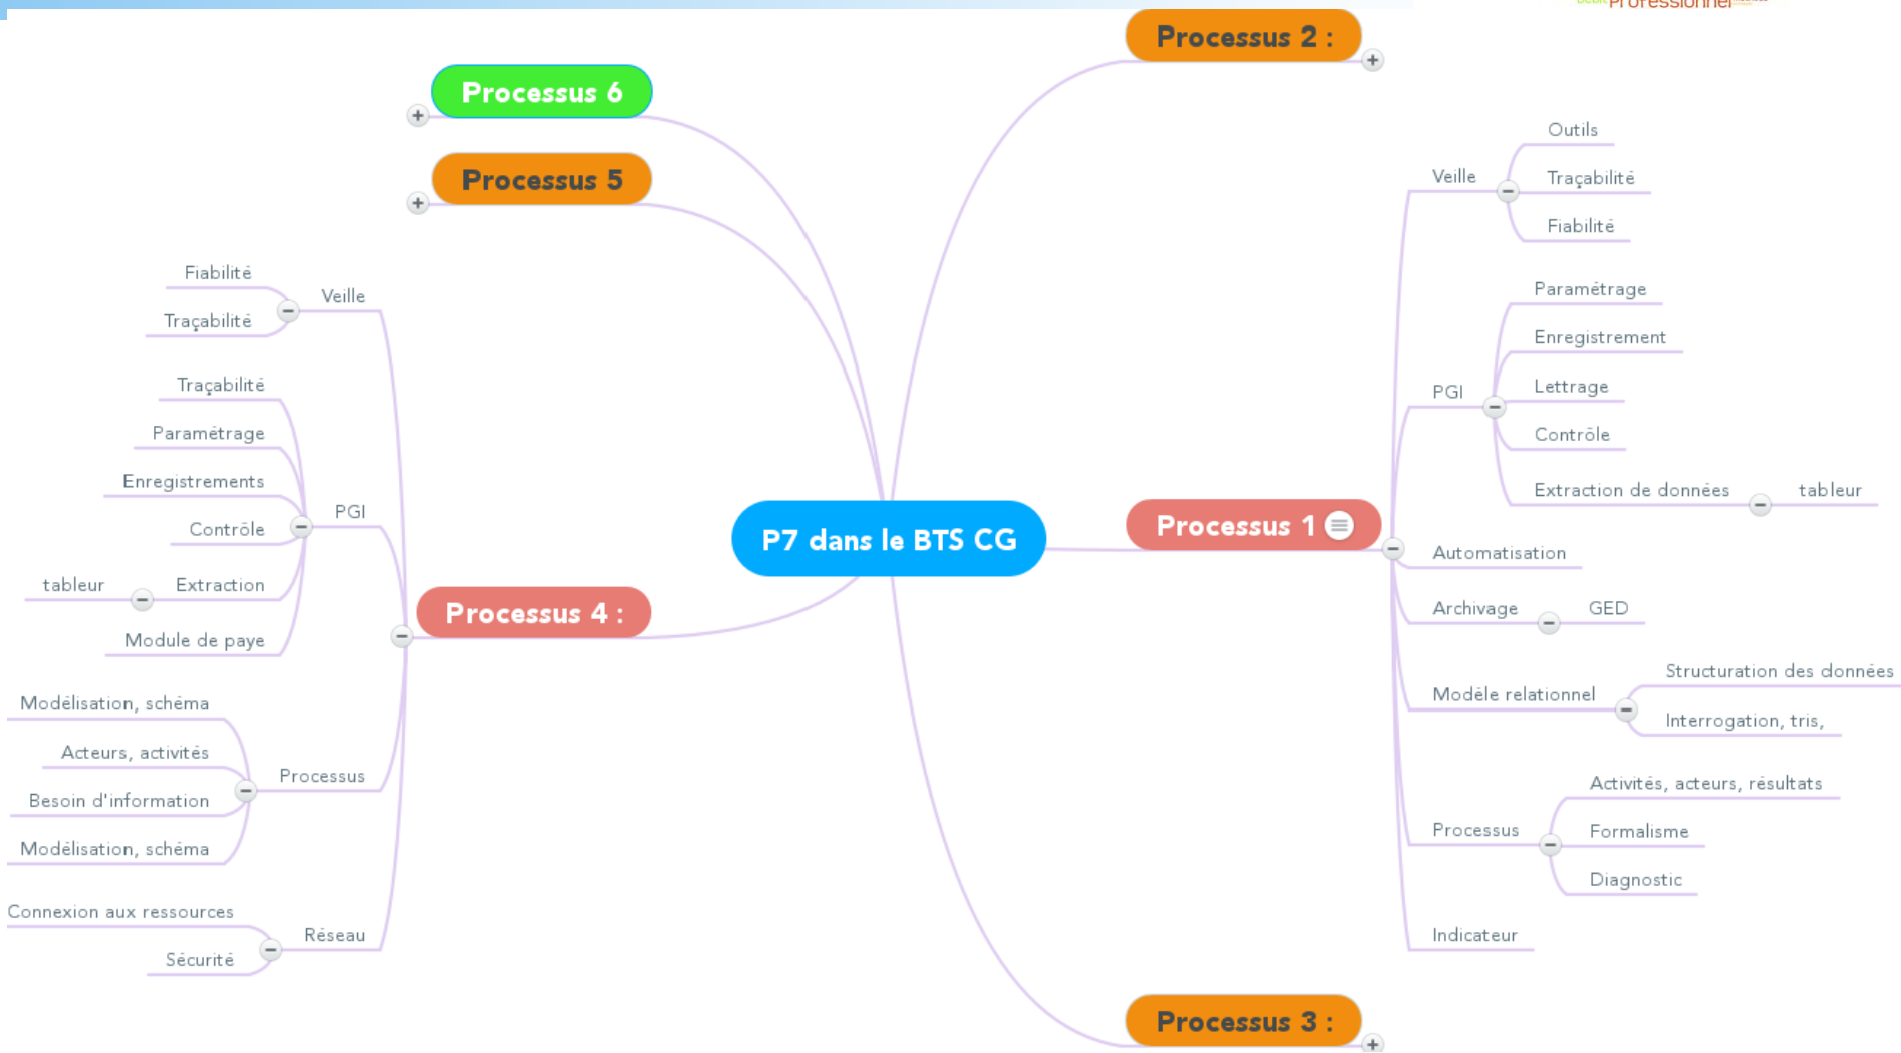 Professionnel
Processus 2 :
Processus 6
Processus 5
P7 dans le BTS CG
Processus 1
Veille
Outils
Traçabilité
Fiabilité
PGI
Paramétrage
Enregistrement
Lettrage
Contrôle
Extraction de données
tableur
Automatisation
Archivage
GED
Modèle relationnel
Structuration des données
Interrogation, tris,
Processus
Activités, acteurs, résultats
Formalisme
Diagnostic
Indicateur
Processus 4 :
Veille
Fiabilité
Traçabilité
PGI
Traçabilité
Paramétrage
Enregistrements
Contrôle
Extraction
tableur
Module de paye
Processus
Modélisation, schéma
Acteurs, activités
Besoin d'information
Modélisation, schéma
Réseau
Connexion aux ressources
Sécurité
Processus 3 :